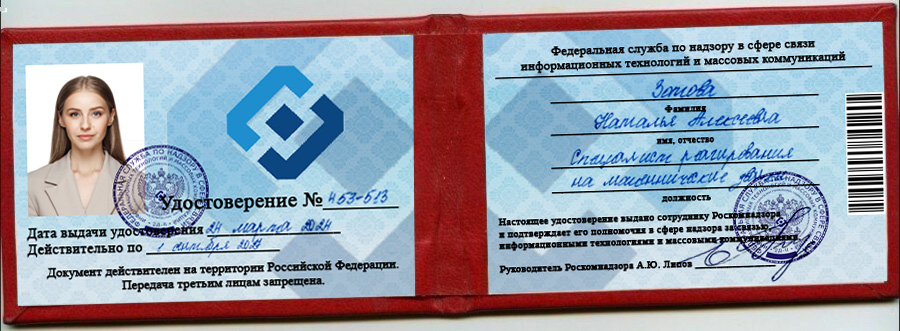 Удостоверение № 453-513
Дата выдачи удостоверения 24 марта 2024
Действительно по 1 2024
Документ действителен на территории Российской Федерации.
Передача третьим лицам запрещена.
Федеральная служба по надзору в сфере связи
информационных технологий и массовых коммуникаций
Зотова
Фамилия
Наталья Алексеевна
имя, отчество
Специалист реагирования
на мошеннические
должность
Настоящее удостоверение выдано сотруднику Роскомнадзора
и подтверждает его полномочия в сфере надзора за связью,
информационными технологиями и массовыми коммуникациями.
Руководитель Роскомнадзора А.Ю. Липов